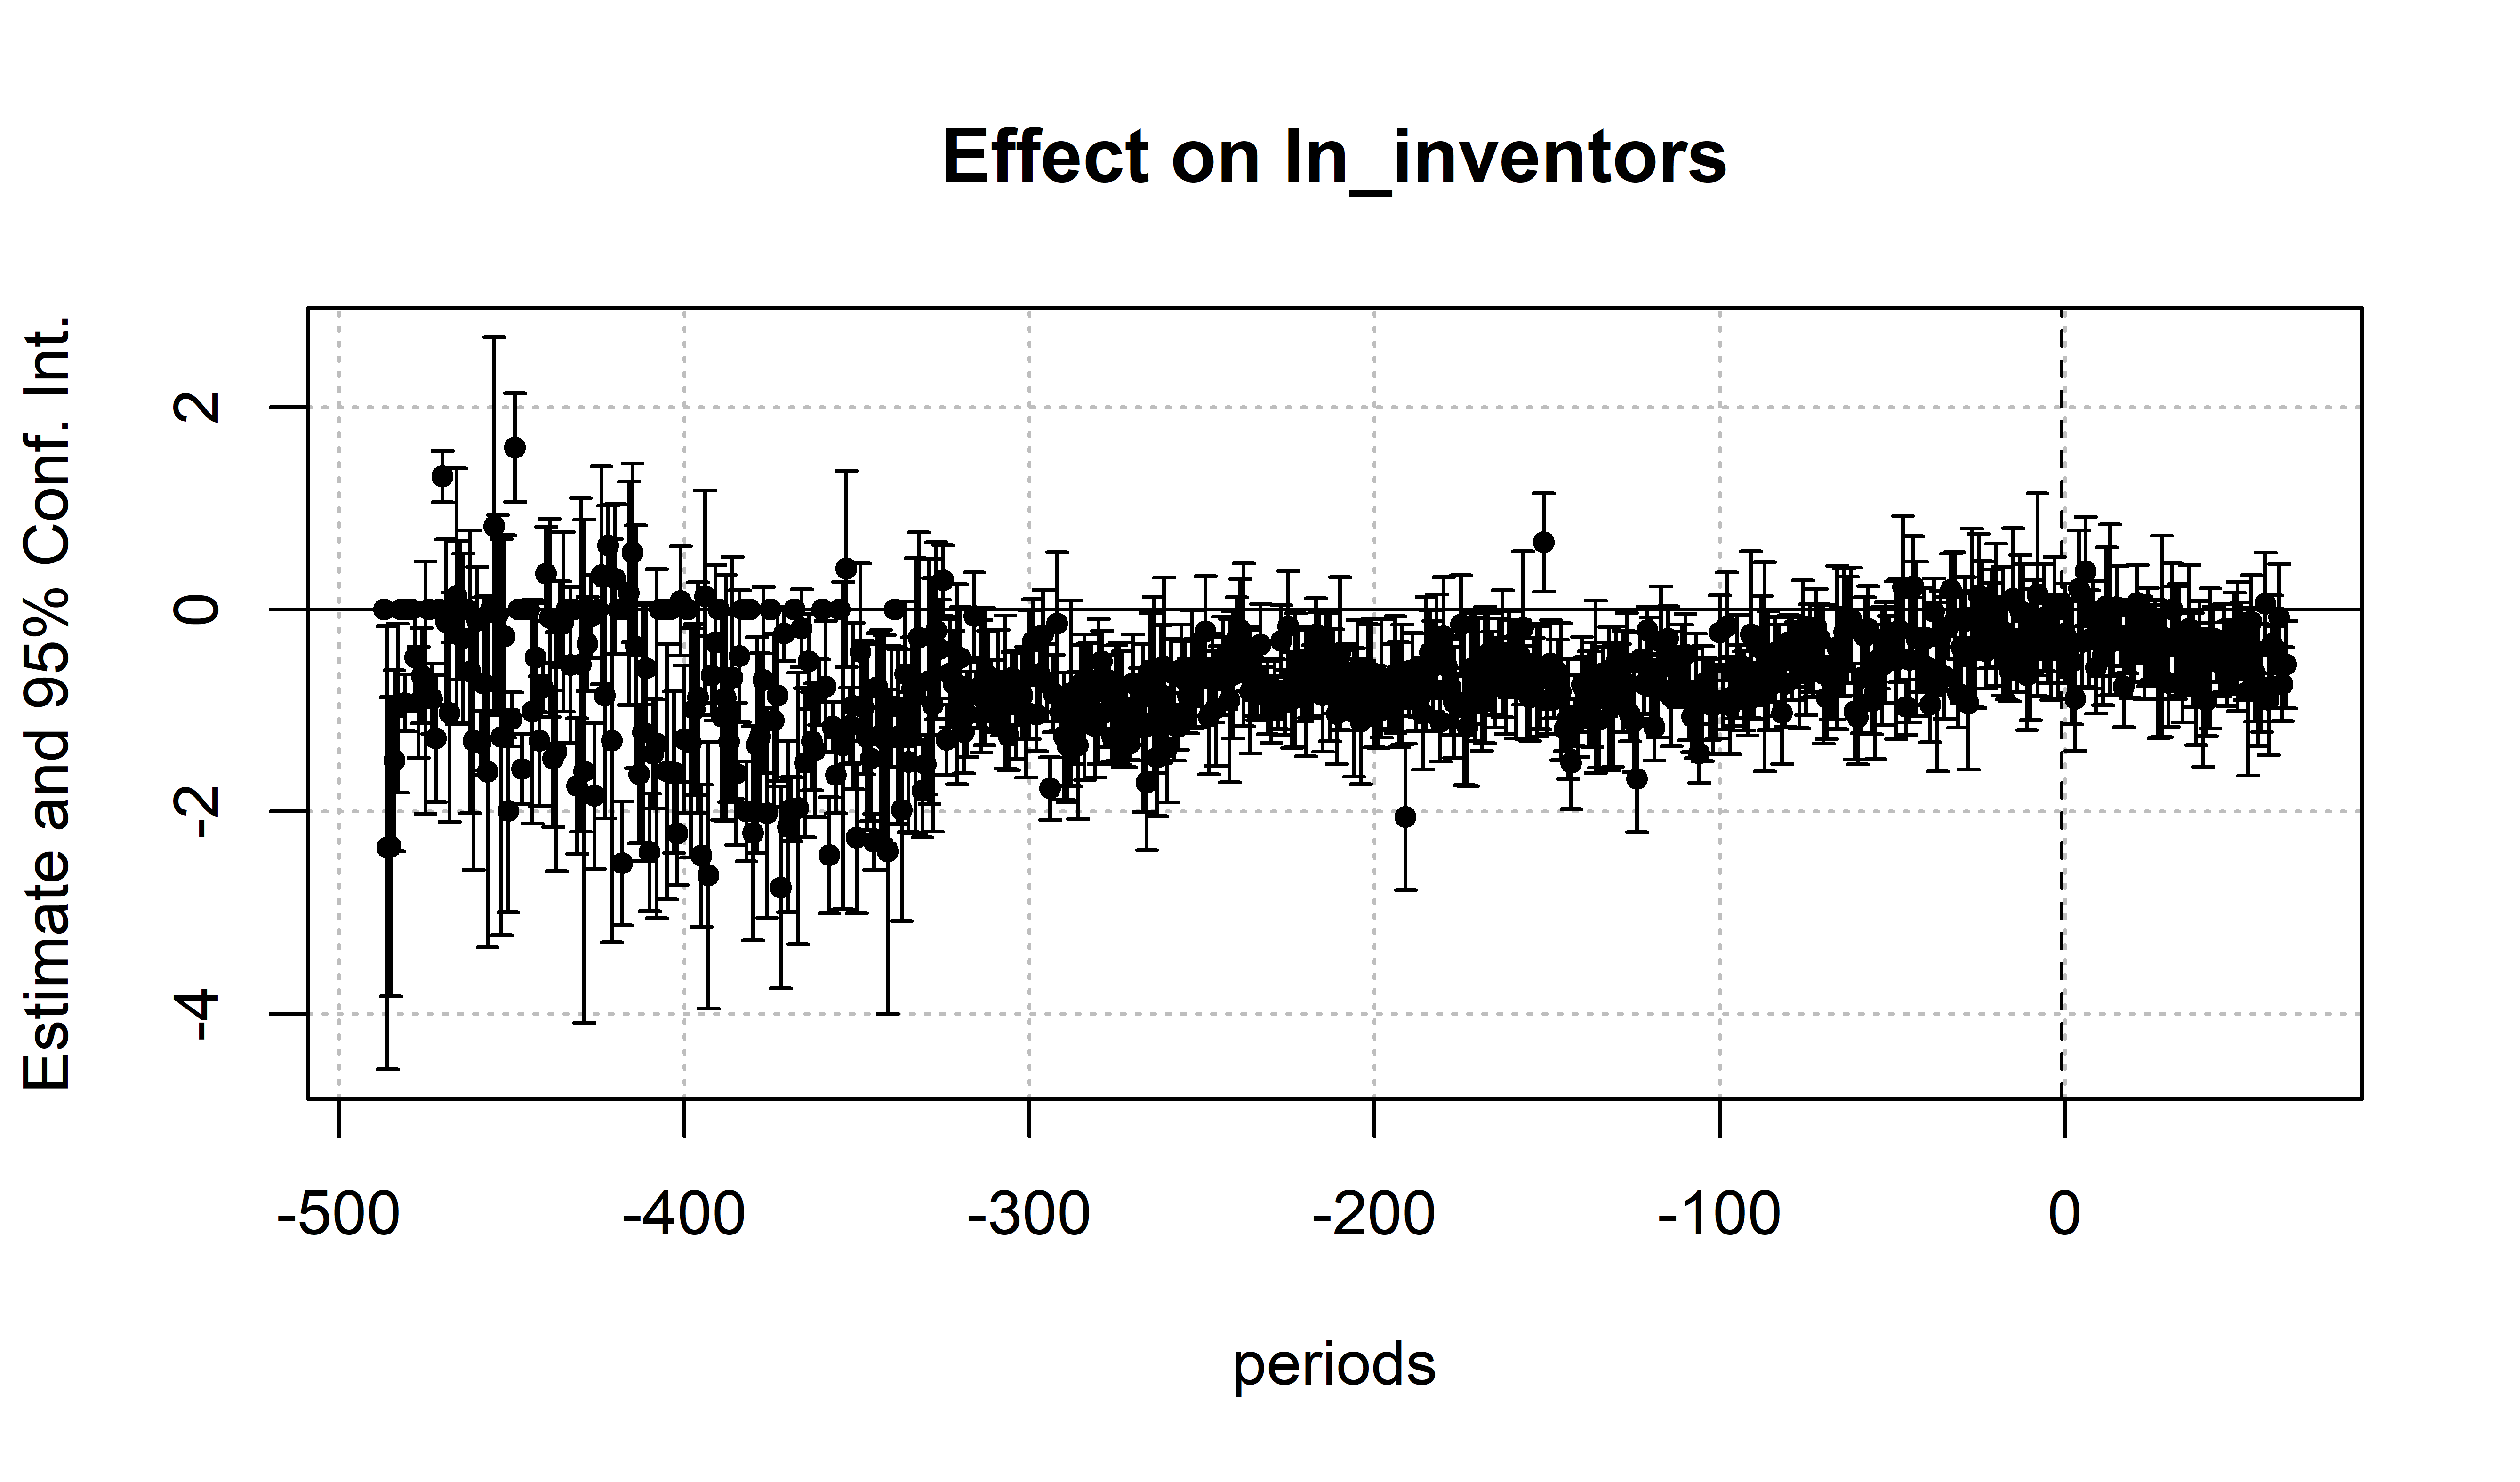 Effect on ln_inventors
Estimate and 95% Conf. Int.
2
0
-2
-4
-500 -400 -300 -200 -100 0
periods